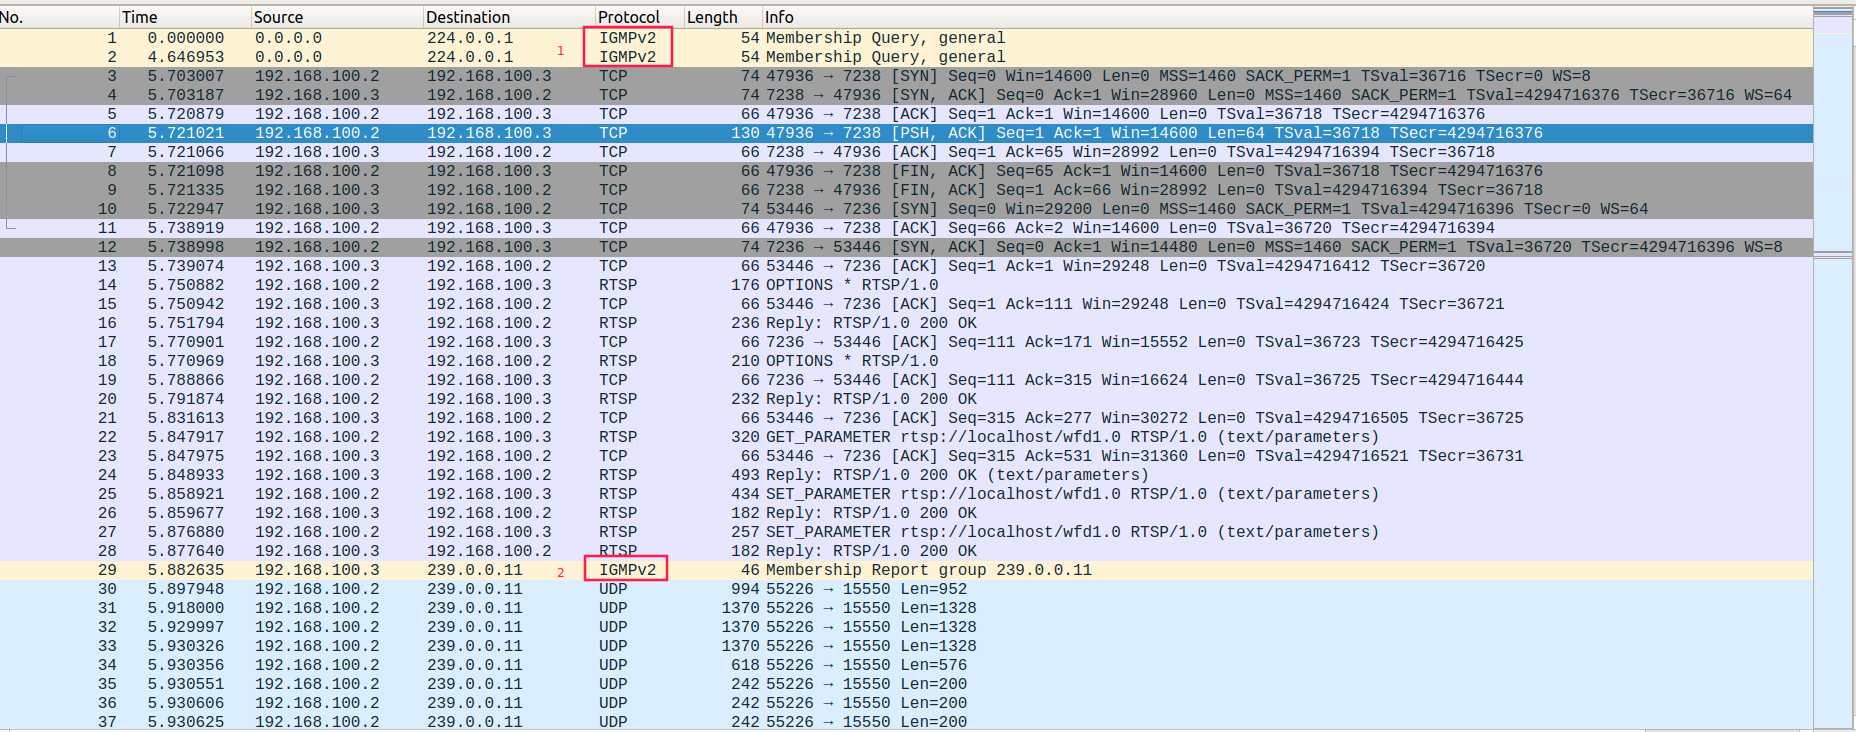 No. Time Source Destination Protocol Length Info
1 0.000000 0.0.0.0 224.0.0.1 IGMPv2 54 Membership Query, general
1
2 4.646953 0.0.0.0 224.0.0.1 IGMPv2 54 Membership Query, general
3 5.703007 192.168.100.2 192.168.100.3 TCP 74 47936 → 7238 [SYN] Seq=0 Win=14600 Len=0 MSS=1460 SACK_PERM=1 TSval=36716 TSecr=0 WS=8
4 5.703187 192.168.100.3 192.168.100.2 TCP 74 7238 → 47936 [SYN, ACK] Seq=0 Ack=1 Win=28960 Len=0 MSS=1460 SACK_PERM=1 TSval=4294716376 TSecr=36716 WS=64
5 5.720879 192.168.100.2 192.168.100.3 TCP 66 47936 → 7238 [ACK] Seq=1 Ack=1 Win=14600 Len=0 TSval=36718 TSecr=4294716376
6 5.721021 192.168.100.2 192.168.100.3 TCP 130 47936 → 7238 [PSH, ACK] Seq=1 Ack=1 Win=14600 Len=64 TSval=36718 TSecr=4294716376
7 5.721066 192.168.100.3 192.168.100.2 TCP 66 7238 → 47936 [ACK] Seq=1 Ack=65 Win=28992 Len=0 TSval=4294716394 TSecr=36718
8 5.721098 192.168.100.2 192.168.100.3 TCP 66 47936 → 7238 [FIN, ACK] Seq=65 Ack=1 Win=14600 Len=0 TSval=36718 TSecr=4294716376
9 5.721335 192.168.100.3 192.168.100.2 TCP 66 7238 → 47936 [FIN, ACK] Seq=1 Ack=66 Win=28992 Len=0 TSval=4294716394 TSecr=36718
10 5.722947 192.168.100.3 192.168.100.2 TCP 74 53446 → 7236 [SYN] Seq=0 Win=29200 Len=0 MSS=1460 SACK_PERM=1 TSval=4294716396 TSecr=0 WS=64
11 5.738919 192.168.100.2 192.168.100.3 TCP 66 47936 → 7238 [ACK] Seq=66 Ack=2 Win=14600 Len=0 TSval=36720 TSecr=4294716394
12 5.738998 192.168.100.2 192.168.100.3 TCP 74 7236 → 53446 [SYN, ACK] Seq=0 Ack=1 Win=14480 Len=0 MSS=1460 SACK_PERM=1 TSval=36720 TSecr=4294716396 WS=8
13 5.739074 192.168.100.3 192.168.100.2 TCP 66 53446 → 7236 [ACK] Seq=1 Ack=1 Win=29248 Len=0 TSval=4294716412 TSecr=36720
14 5.750882 192.168.100.2 192.168.100.3 RTSP 176 OPTIONS * RTSP/1.0
15 5.750942 192.168.100.3 192.168.100.2 TCP 66 53446 → 7236 [ACK] Seq=1 Ack=111 Win=29248 Len=0 TSval=4294716424 TSecr=36721
16 5.751794 192.168.100.3 192.168.100.2 RTSP 236 Reply: RTSP/1.0 200 OK
17 5.770901 192.168.100.2 192.168.100.3 TCP 66 7236 → 53446 [ACK] Seq=111 Ack=171 Win=15552 Len=0 TSval=36723 TSecr=4294716425
18 5.770969 192.168.100.3 192.168.100.2 RTSP 210 OPTIONS * RTSP/1.0
19 5.788866 192.168.100.2 192.168.100.3 TCP 66 7236 → 53446 [ACK] Seq=111 Ack=315 Win=16624 Len=0 TSval=36725 TSecr=4294716444
20 5.791874 192.168.100.2 192.168.100.3 RTSP 232 Reply: RTSP/1.0 200 OK
21 5.831613 192.168.100.3 192.168.100.2 TCP 66 53446 → 7236 [ACK] Seq=315 Ack=277 Win=30272 Len=0 TSval=4294716505 TSecr=36725
22 5.847917 192.168.100.2 192.168.100.3 RTSP 320 GET_PARAMETER rtsp://localhost/wfd1.0 RTSP/1.0 (text/parameters)
23 5.847975 192.168.100.3 192.168.100.2 TCP 66 53446 → 7236 [ACK] Seq=315 Ack=531 Win=31360 Len=0 TSval=4294716521 TSecr=36731
24 5.848933 192.168.100.3 192.168.100.2 RTSP 493 Reply: RTSP/1.0 200 OK (text/parameters)
25 5.858921 192.168.100.2 192.168.100.3 RTSP 434 SET_PARAMETER rtsp://localhost/wfd1.0 RTSP/1.0 (text/parameters)
26 5.859677 192.168.100.3 192.168.100.2 RTSP 182 Reply: RTSP/1.0 200 OK
27 5.876880 192.168.100.2 192.168.100.3 RTSP 257 SET_PARAMETER rtsp://localhost/wfd1.0 RTSP/1.0 (text/parameters)
28 5.877640 192.168.100.3 192.168.100.2 RTSP 182 Reply: RTSP/1.0 200 OK
29 5.882635 192.168.100.3 239.0.0.11 2 IGMPv2 46 Membership Report group 239.0.0.11
30 5.897948 192.168.100.2 239.0.0.11 UDP 994 55226 → 15550 Len=952
31 5.918000 192.168.100.2 239.0.0.11 UDP 1370 55226 → 15550 Len=1328
32 5.929997 192.168.100.2 239.0.0.11 UDP 1370 55226 → 15550 Len=1328
33 5.930326 192.168.100.2 239.0.0.11 UDP 1370 55226 → 15550 Len=1328
34 5.930356 192.168.100.2 239.0.0.11 UDP 618 55226 → 15550 Len=576
35 5.930551 192.168.100.2 239.0.0.11 UDP 242 55226 → 15550 Len=200
36 5.930606 192.168.100.2 239.0.0.11 UDP 242 55226 → 15550 Len=200
37 5.930625 192.168.100.2 239.0.0.11 UDP 242 55226 → 15550 Len=200